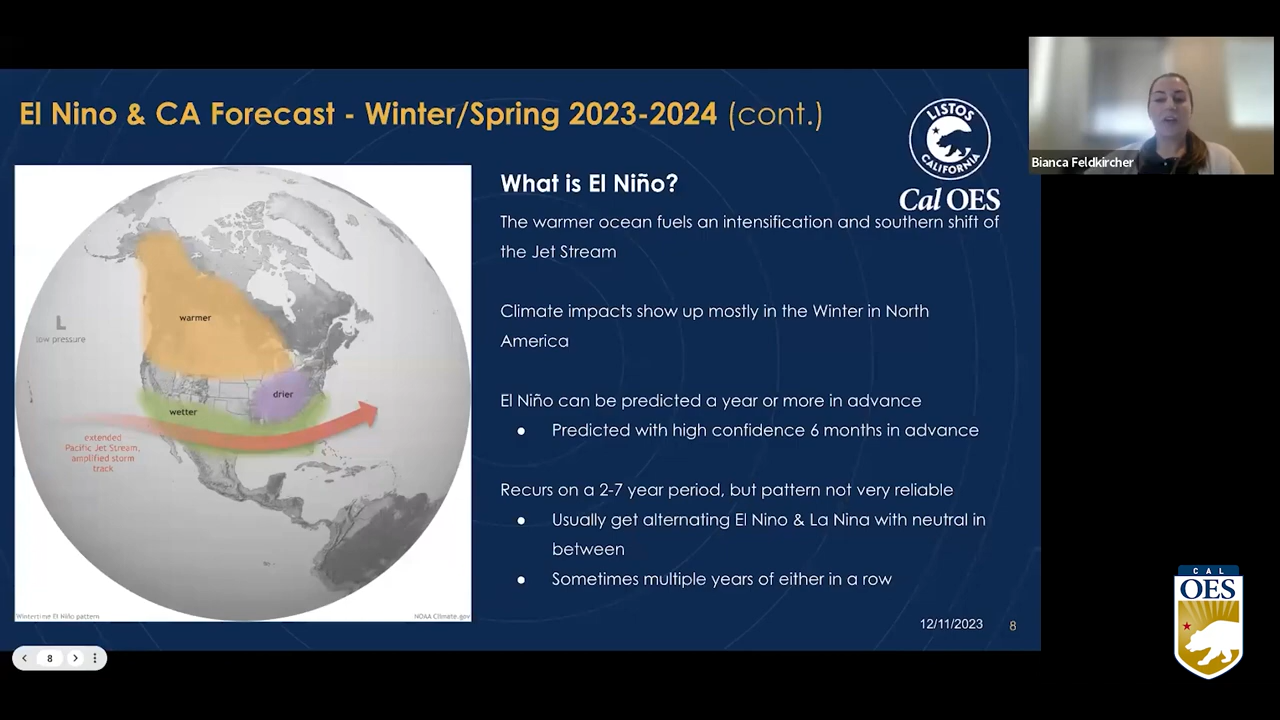 El Nino & CA Forecast - Winter/Spring 2023-2024 (cont.)
LISTOS
CALIFORNIA
Cal OES
Bianca Feldkircher
What is El Niño?
The warmer ocean fuels an intensification and southern shift of
the Jet Stream
Climate impacts show up mostly in the Winter in North
America
El Niño can be predicted a year or more in advance
● Predicted with high confidence 6 months in advance
Recurs on a 2-7 year period, but pattern not very reliable
● Usually get alternating El Nino & La Nina with neutral in
between
● Sometimes multiple years of either in a row
warmer
L
low pressure
drier
wetter
extended
Pacific Jet Stream,
amplified storm
track
Wintertime El Niño pattern
NOAA Climate.gov
12/11/2023
8
8
CAL
OES